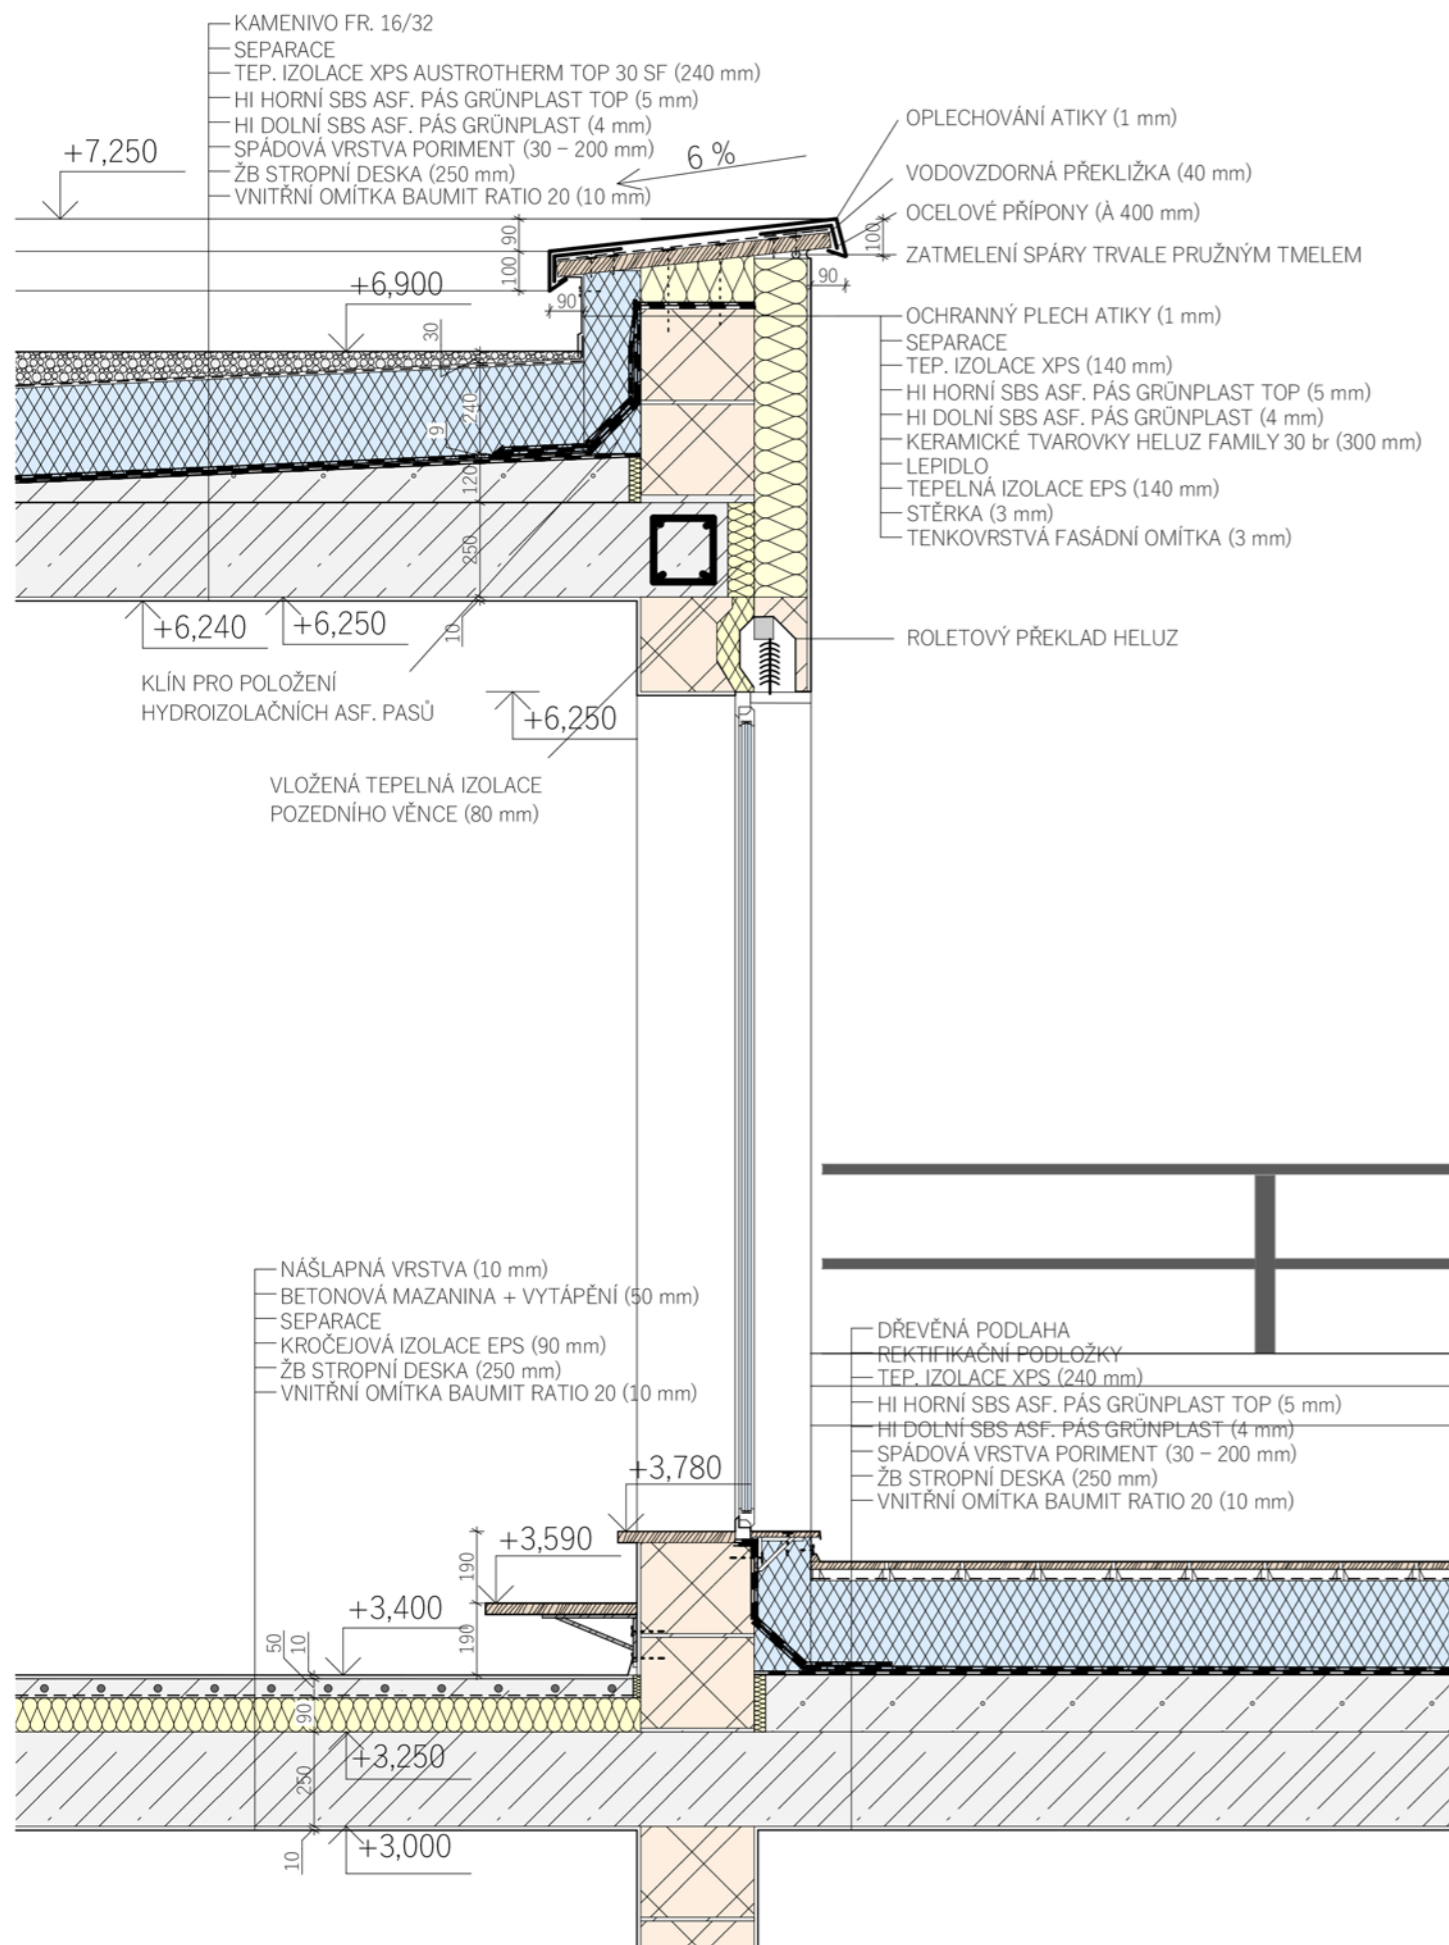 KAMENIVO FR. 16/32
SEPARACE
TEP. IZOLACE XPS AUSTROTHERM TOP 30 SF (240 mm)
HI HORNÍ SBS ASF. PÁS GRÜNPLAST TOP (5 mm)
HI DOLNÍ SBS ASF. PÁS GRÜNPLAST (4 mm)
SPÁDOVÁ VRSTVA PORIMENT (30 – 200 mm)
ŽB STROPNÍ DESKA (250 mm)
VNITŘNÍ OMÍTKA BAUMIT RATIO 20 (10 mm)
+7,250
6 %
OPLECHOVÁNÍ ATIKY (1 mm)
VODOVZDORNÁ PŘEKLIŽKA (40 mm)
OCELOVÉ PŘÍPONY (À 400 mm)
ZATMELENÍ SPÁRY TRVALE PRUŽNÝM TMELEM
90
100
100
90
90
+6,900
30
OCHRANNÝ PLECH ATIKY (1 mm)
SEPARACE
TEP. IZOLACE XPS (140 mm)
HI HORNÍ SBS ASF. PÁS GRÜNPLAST TOP (5 mm)
HI DOLNÍ SBS ASF. PÁS GRÜNPLAST (4 mm)
KERAMICKÉ TVAROVKY HELUZ FAMILY 30 br (300 mm)
LEPIDLO
TEPELNÁ IZOLACE EPS (140 mm)
STĚRKA (3 mm)
TENKOVRSTVÁ FASÁDNÍ OMÍTKA (3 mm)
240
9
120
250
10
+6,240
+6,250
ROLETOVÝ PŘEKLAD HELUZ
KLÍN PRO POLOŽENÍ
HYDROIZOLAČNÍCH ASF. PASŮ
+6,250
VLOŽENÁ TEPELNÁ IZOLACE
POZEDNÍHO VĚNCE (80 mm)
NÁŠLAPNÁ VRSTVA (10 mm)
BETONOVÁ MAZANINA + VYTÁPĚNÍ (50 mm)
SEPARACE
KROČEJOVÁ IZOLACE EPS (90 mm)
ŽB STROPNÍ DESKA (250 mm)
VNITŘNÍ OMÍTKA BAUMIT RATIO 20 (10 mm)
DŘEVĚNÁ PODLAHA
REKTIFIKAČNÍ PODLOŽKY
TEP. IZOLACE XPS (240 mm)
HI HORNÍ SBS ASF. PÁS GRÜNPLAST TOP (5 mm)
HI DOLNÍ SBS ASF. PÁS GRÜNPLAST (4 mm)
SPÁDOVÁ VRSTVA PORIMENT (30 – 200 mm)
ŽB STROPNÍ DESKA (250 mm)
VNITŘNÍ OMÍTKA BAUMIT RATIO 20 (10 mm)
+3,780
+3,590
190
+3,400
190
50
10
90
+3,250
250
+3,000
10